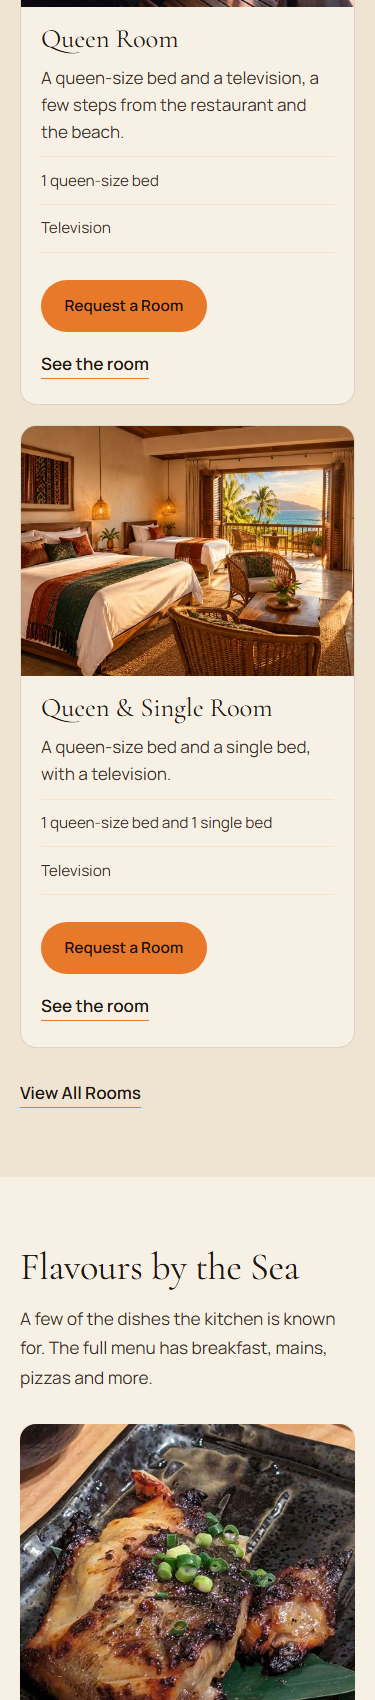 Queen Room
A queen-size bed and a television, a
few steps from the restaurant and
the beach.
1 queen-size bed
Television
Request a Room
See the room
Queen & Single Room
A queen-size bed and a single bed,
with a television.
1 queen-size bed and 1 single bed
Television
Request a Room
See the room
View All Rooms
Flavours by the Sea
A few of the dishes the kitchen is known
for. The full menu has breakfast, mains,
pizzas and more.